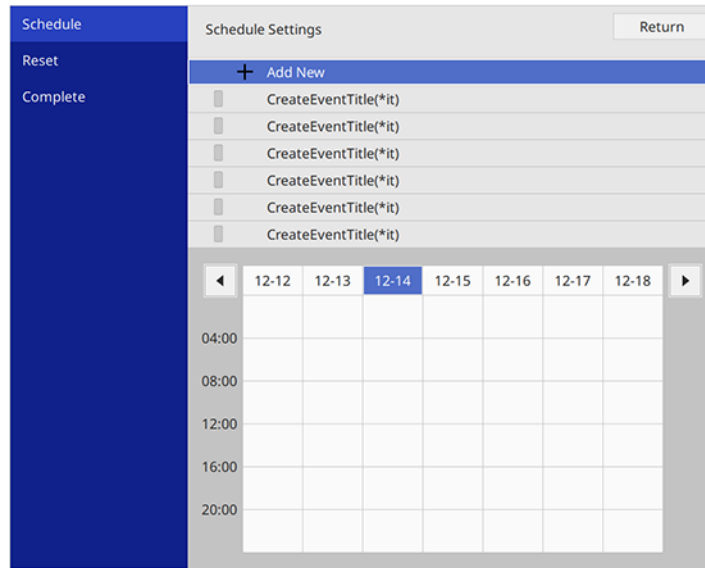 Schedule
Reset
Complete
Schedule Settings
Return
+ Add New
CreateEventTitle(*it)
CreateEventTitle(*it)
CreateEventTitle(*it)
CreateEventTitle(*it)
CreateEventTitle(*it)
CreateEventTitle(*it)
12-12 12-13 12-14 12-15 12-16 12-17 12-18
04:00
08:00
12:00
16:00
20:00